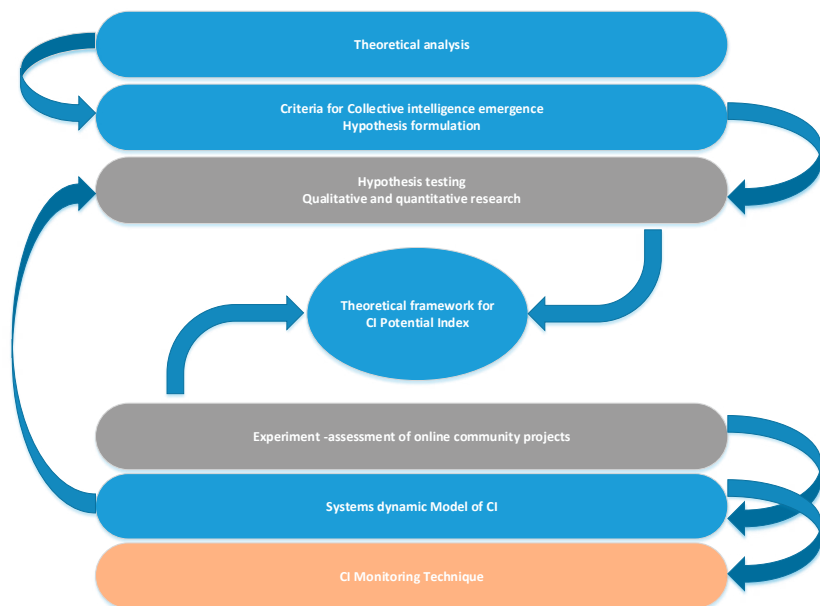 Theoretical analysis
Criteria for Collective intelligence emergence
Hypothesis formulation
Hypothesis testing
Qualitative and quantitative research
Theoretical framework for
CI Potential Index
Experiment -assessment of online community projects
Systems dynamic Model of CI
CI Monitoring Technique